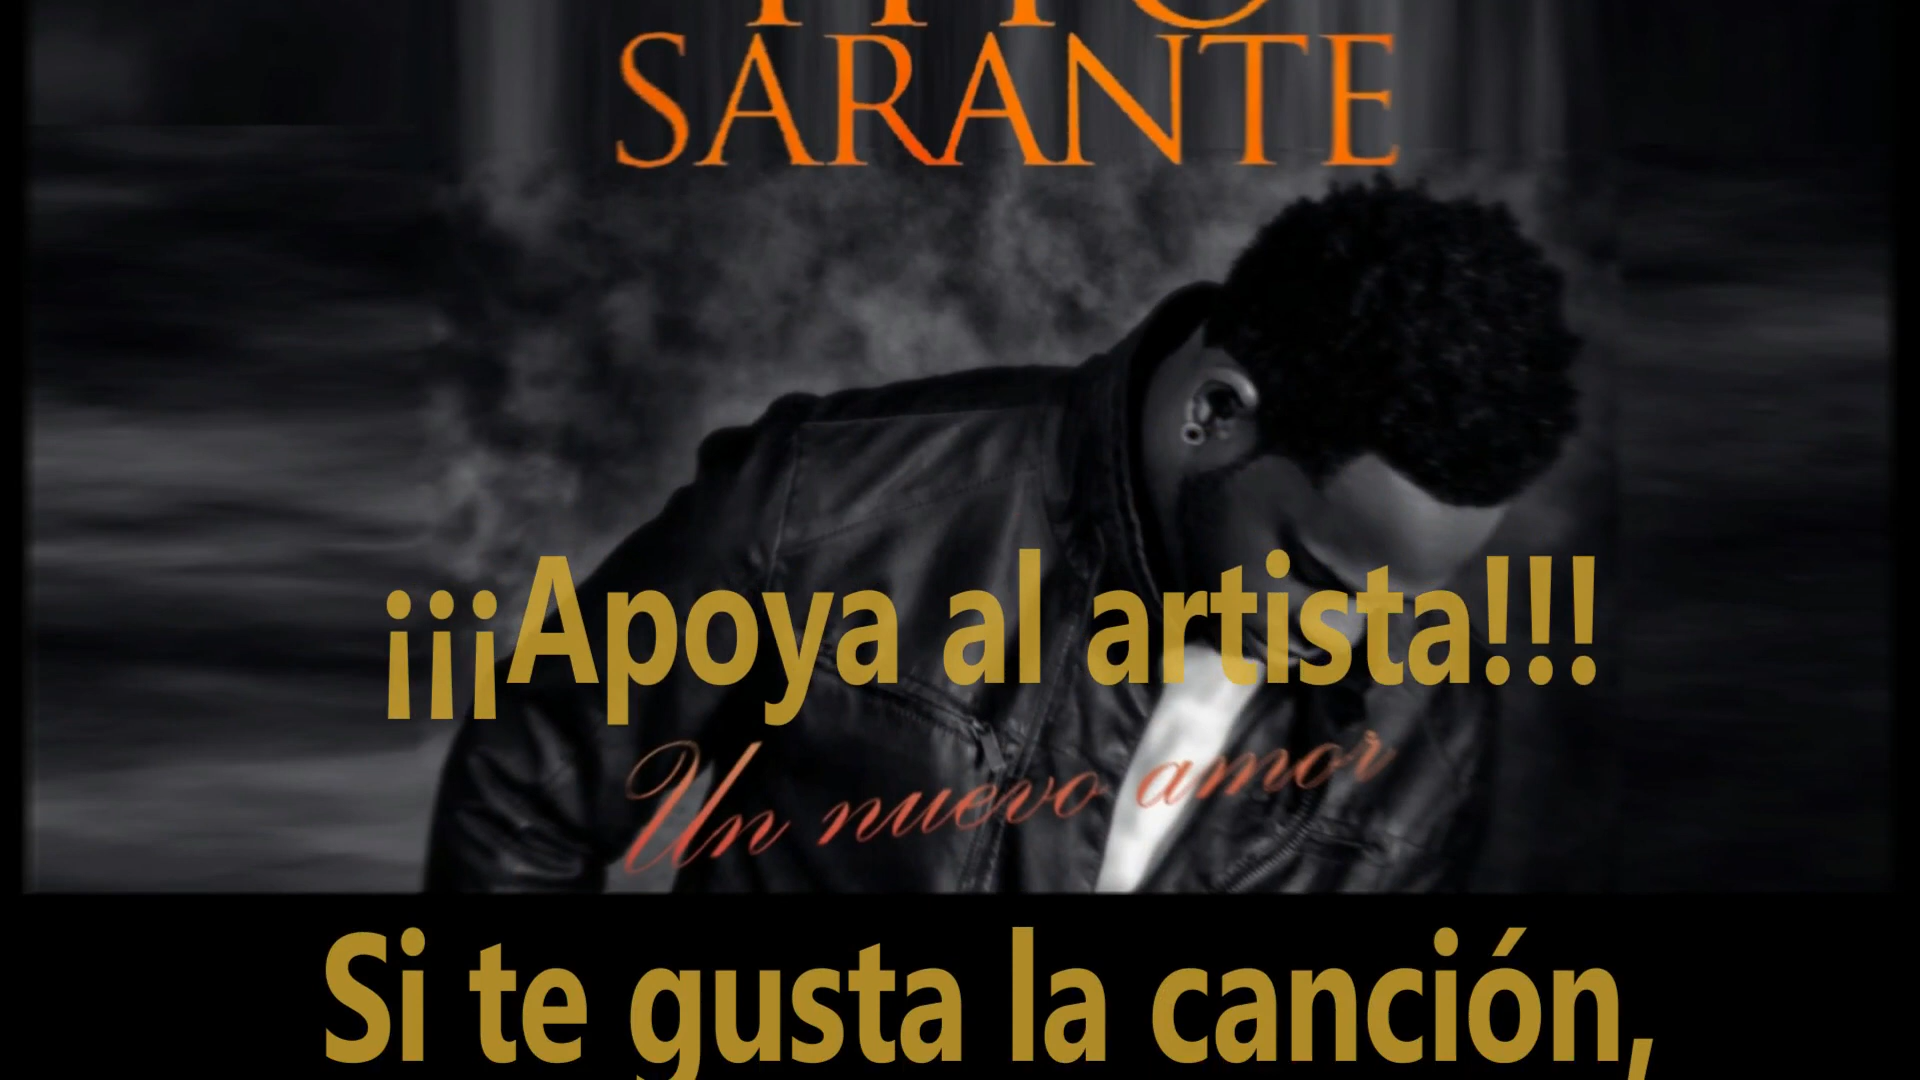 SARANTE
¡¡¡Apoya al artista!!!
Un nuevo amor
Si te gusta la canción,